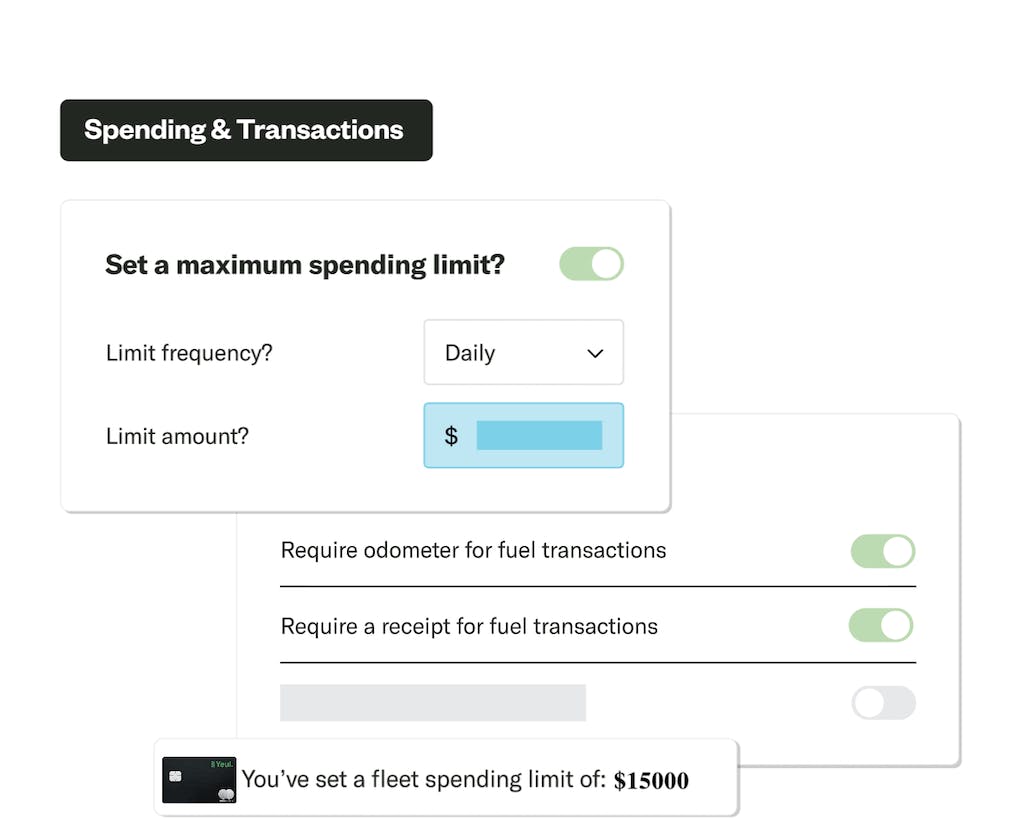 Spending & Transactions
Set a maximum spending limit?
Limit frequency?
Daily
Limit amount?
$
Require odometer for fuel transactions
Require a receipt for fuel transactions
You’ve set a fleet spending limit of: $15000